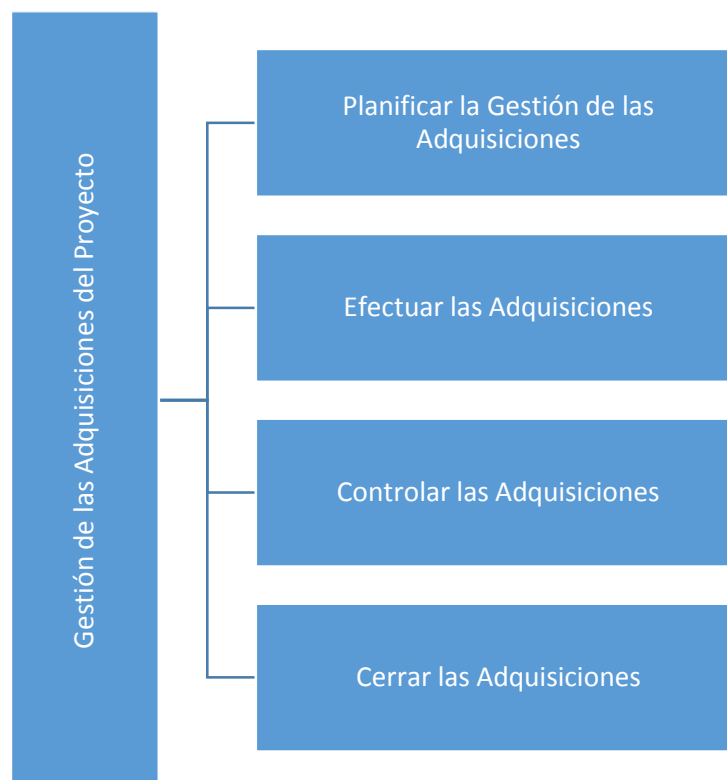 Gestión de las Adquisiciones del Proyecto
Planificar la Gestión de las
Adquisiciones
Efectuar las Adquisiciones
Controlar las Adquisiciones
Cerrar las Adquisiciones